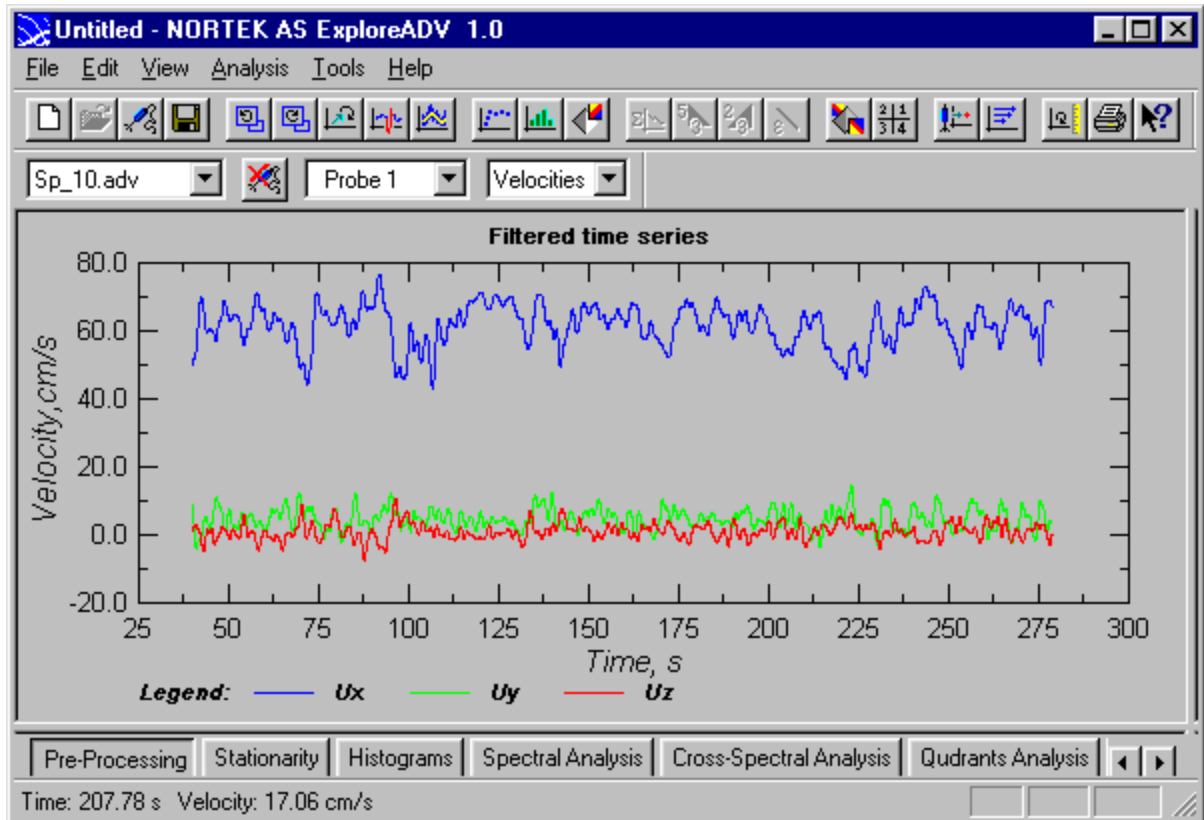 Untitled - NORTEK AS ExploreADV 1.0
File Edit View Analysis Tools Help
Sp_10.adv Probe 1 Velocities
Filtered time series
80.0
60.0
40.0
20.0
0.0
-20.0
Velocity,cm/s
25 50 75 100 125 150 175 200 225 250 275 300
Time, s
Legend: Ux Uy Uz
Pre-Processing Stationarity Histograms Spectral Analysis Cross-Spectral Analysis Qudrants Analysis
Time: 207.78 s Velocity: 17.06 cm/s